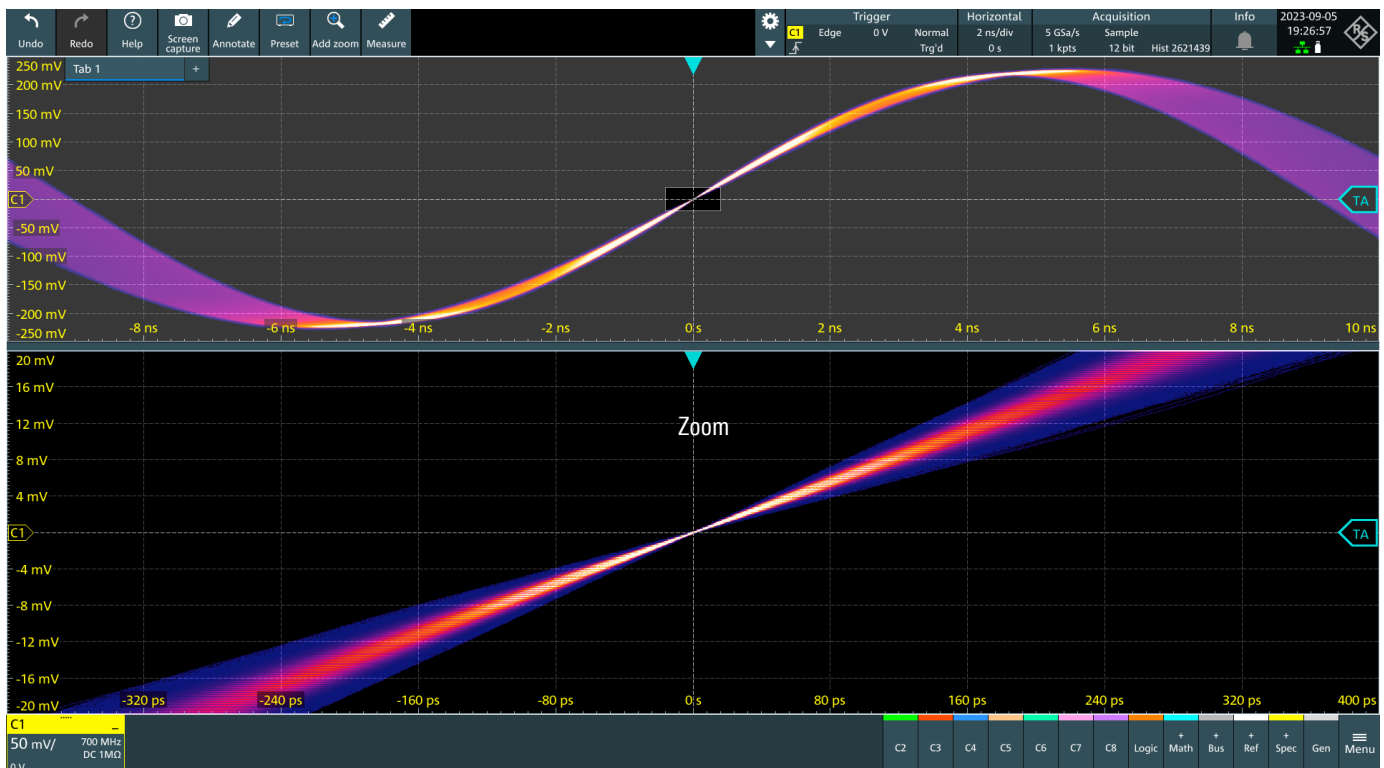 Undo
Redo
Help
Screen
capture
Annotate
Preset
Add zoom
Measure
C1 Edge 0 V
Trigger
Normal
Trg'd
Horizontal
2 ns/div
0 s
Acquisition
5 GSa/s Sample
1 kpts 12 bit Hist 2621439
Info
2023-09-05
19:26:57
R&S
Tab 1 +
250 mV
200 mV
150 mV
100 mV
50 mV
C1
-50 mV
-100 mV
-150 mV
-200 mV
-250 mV
TA
-8 ns -6 ns -4 ns -2 ns 0 s 2 ns 4 ns 6 ns 8 ns 10 ns
20 mV
16 mV
12 mV
Zoom
8 mV
4 mV
C1
TA
-4 mV
-8 mV
-12 mV
-16 mV
-20 mV
-320 ps -240 ps -160 ps -80 ps 0 s 80 ps 160 ps 240 ps 320 ps 400 ps
C1
50 mV/ 700 MHz
DC 1MΩ
0 V
C2
C3
C4
C5
C6
C7
C8
Logic
+
Math
+
Bus
+
Ref
+
Spec
Gen
Menu